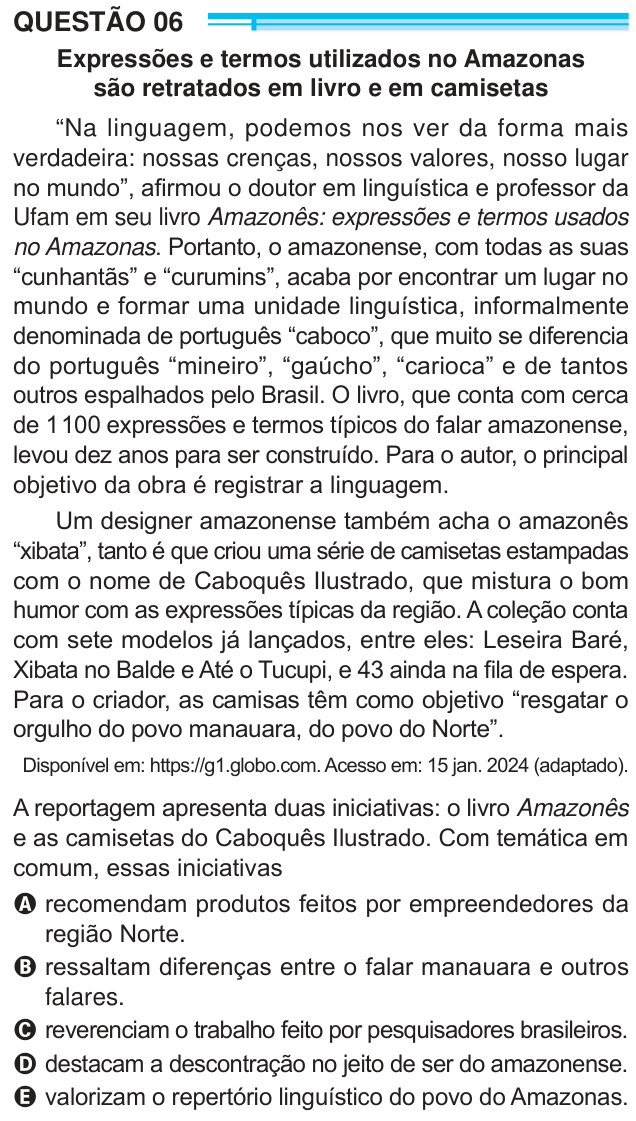 QUESTÃO 06
Expressões e termos utilizados no Amazonas
são retratados em livro e em camisetas
“Na linguagem, podemos nos ver da forma mais
verdadeira: nossas crenças, nossos valores, nosso lugar
no mundo”, afirmou o doutor em linguística e professor da
Ufam em seu livro Amazonês: expressões e termos usados
no Amazonas. Portanto, o amazonense, com todas as suas
“cunhantãs” e “curumins”, acaba por encontrar um lugar no
mundo e formar uma unidade linguística, informalmente
denominada de português “caboco”, que muito se diferencia
do português “mineiro”, “gaúcho”, “carioca” e de tantos
outros espalhados pelo Brasil. O livro, que conta com cerca
de 1 100 expressões e termos típicos do falar amazonense,
levou dez anos para ser construído. Para o autor, o principal
objetivo da obra é registrar a linguagem.
Um designer amazonense também acha o amazonês
“xibata”, tanto é que criou uma série de camisetas estampadas
com o nome de Caboquês Ilustrado, que mistura o bom
humor com as expressões típicas da região. A coleção conta
com sete modelos já lançados, entre eles: Leseira Baré,
Xibata no Balde e Até o Tucupi, e 43 ainda na fila de espera.
Para o criador, as camisas têm como objetivo “resgatar o
orgulho do povo manauara, do povo do Norte”.
Disponível em: https://g1.globo.com. Acesso em: 15 jan. 2024 (adaptado).
A reportagem apresenta duas iniciativas: o livro Amazonês
e as camisetas do Caboquês Ilustrado. Com temática em
comum, essas iniciativas
A recomendam produtos feitos por empreendedores da
região Norte.
B ressaltam diferenças entre o falar manauara e outros
falares.
C reverenciam o trabalho feito por pesquisadores brasileiros.
D destacam a descontração no jeito de ser do amazonense.
E valorizam o repertório linguístico do povo do Amazonas.